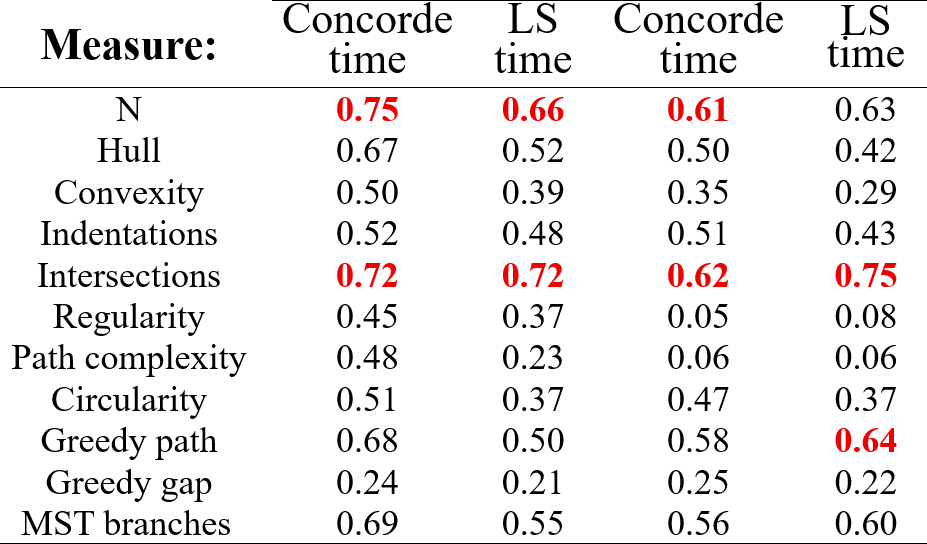 Measure: Concorde time LS time Concorde time LS time
N 0.75 0.66 0.61 0.63
Hull 0.67 0.52 0.50 0.42
Convexity 0.50 0.39 0.35 0.29
Indentations 0.52 0.48 0.51 0.43
Intersections 0.72 0.72 0.62 0.75
Regularity 0.45 0.37 0.05 0.08
Path complexity 0.48 0.23 0.06 0.06
Circularity 0.51 0.37 0.47 0.37
Greedy path 0.68 0.50 0.58 0.64
Greedy gap 0.24 0.21 0.25 0.22
MST branches 0.69 0.55 0.56 0.60